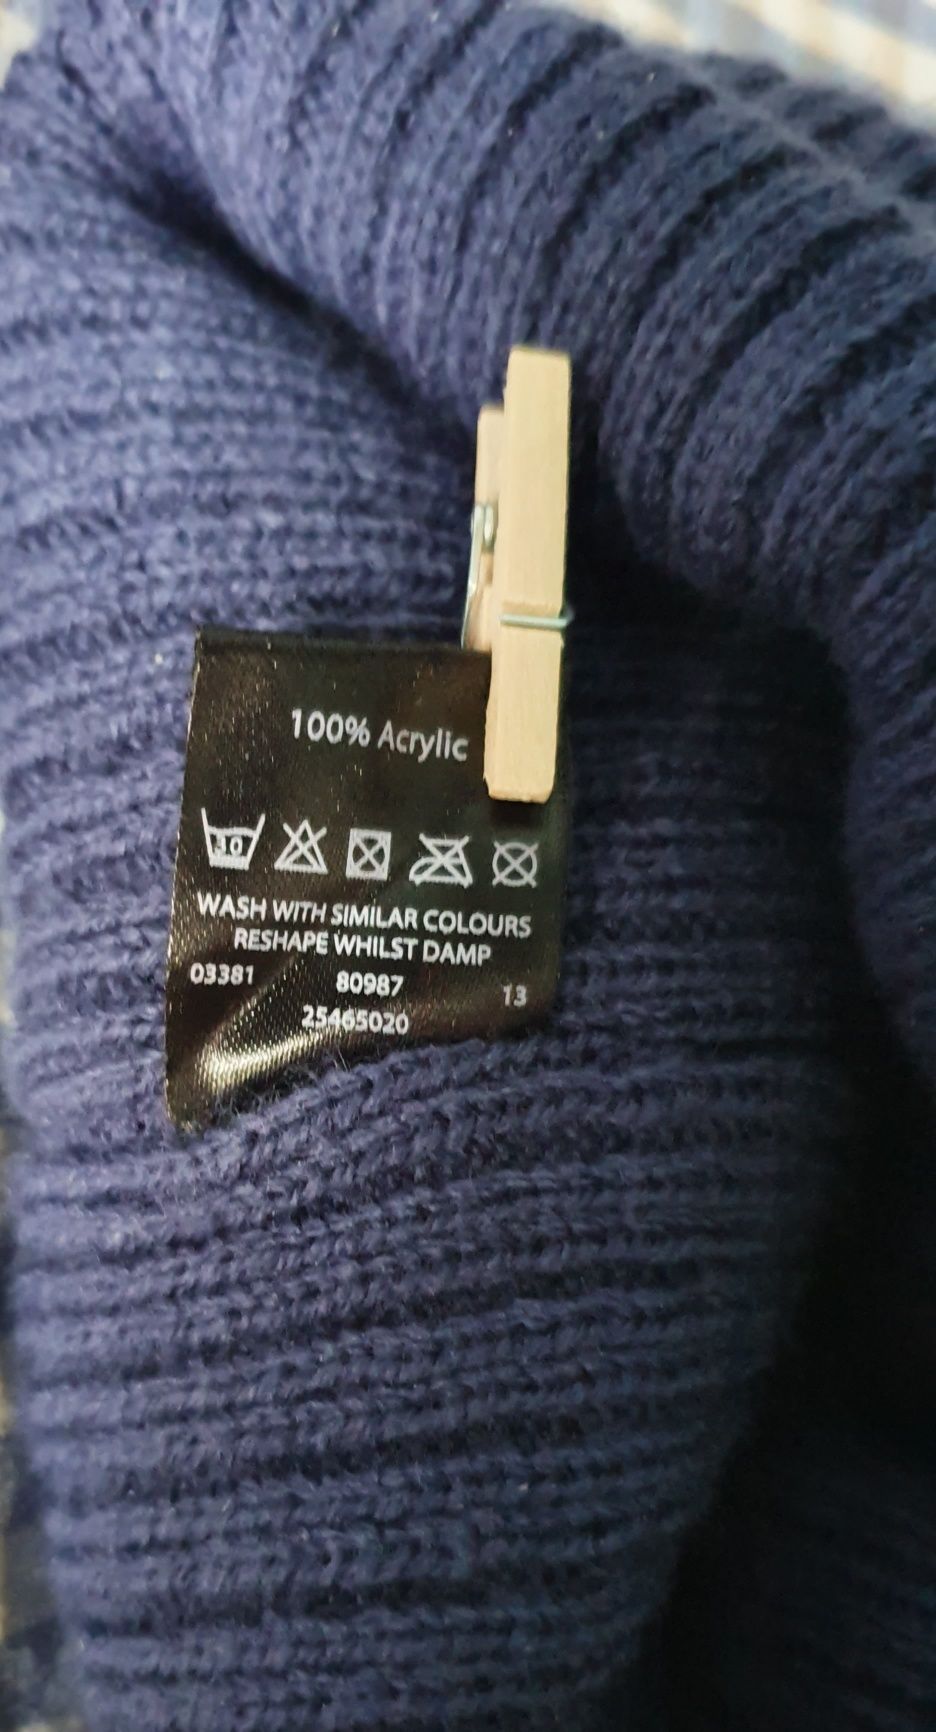 100% Acrylic
30
WASH WITH SIMILAR COLOURS
RESHAPE WHILST DAMP
03381 80987 13
25465020